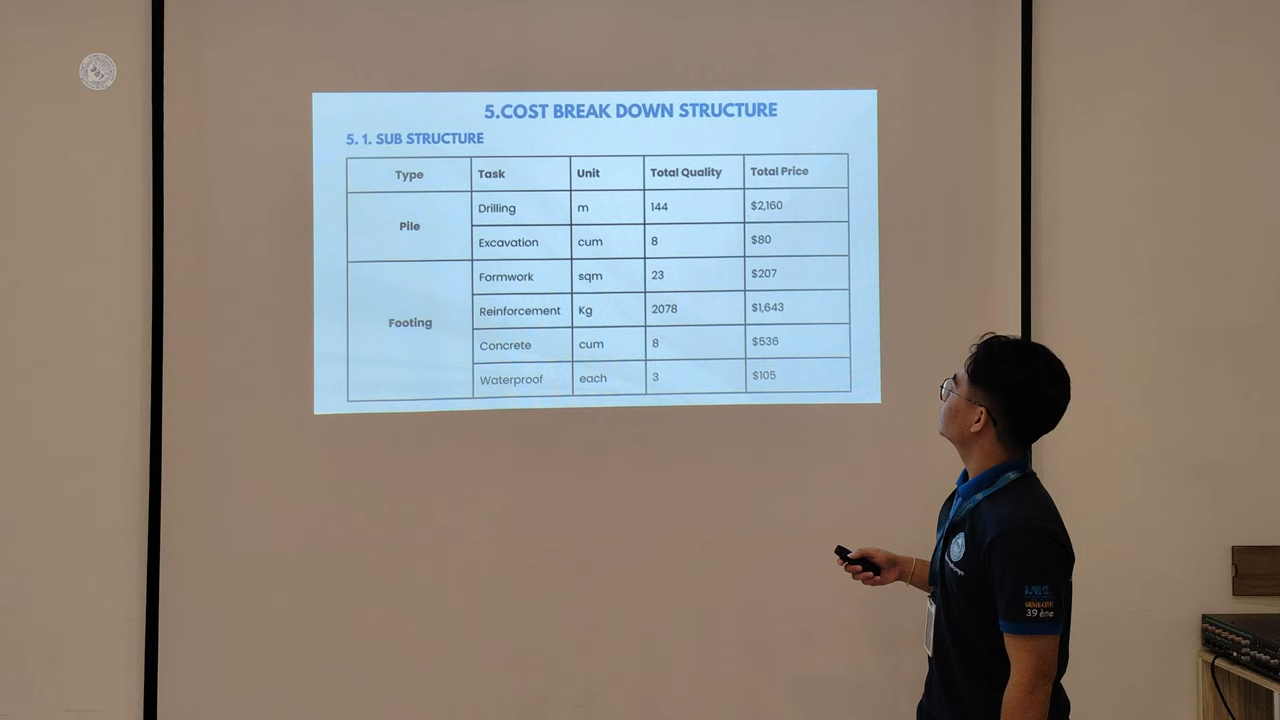 5.COST BREAK DOWN STRUCTURE
5. 1. SUB STRUCTURE
Type Task Unit Total Quality Total Price
Pile
Drilling m 144 $2,160
Excavation cum 8 $80
Footing
Formwork sqm 23 $207
Reinforcement Kg 2078 $1,643
Concrete cum 8 $536
Waterproof each 3 $105
39 ème